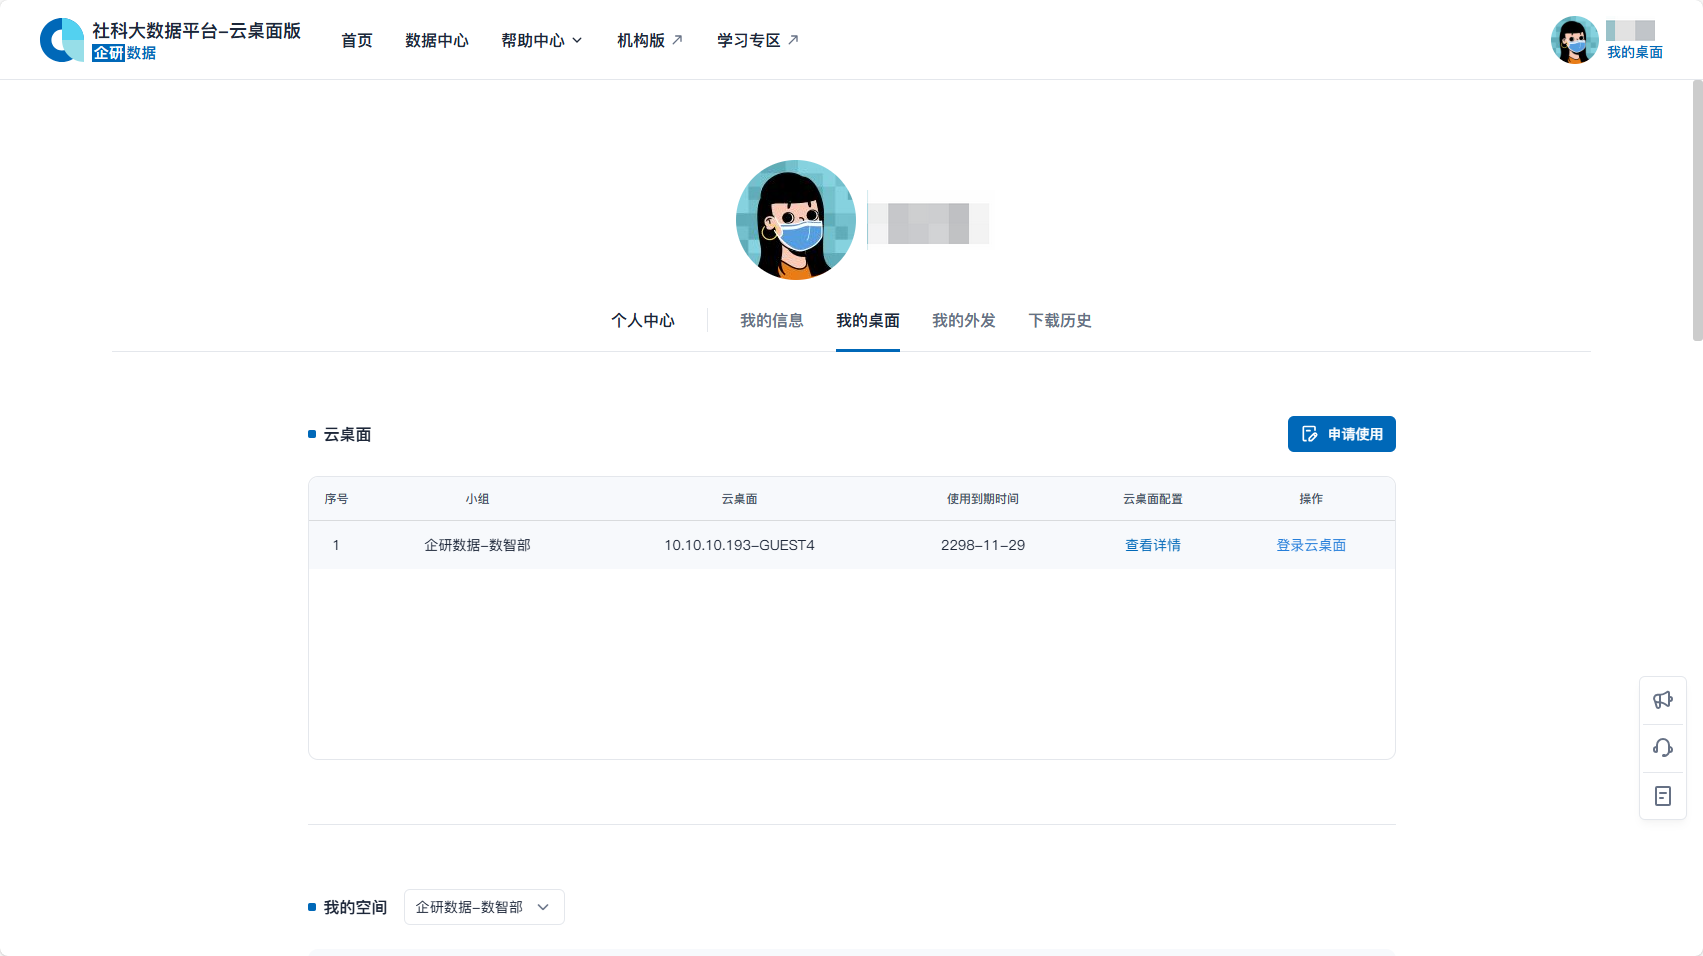 社科大数据平台-云桌面版
企研数据
首页
数据中心
帮助中心
机构版
学习专区
我的桌面
个人中心
我的信息
我的桌面
我的外发
下载历史
云桌面
申请使用
序号
小组
云桌面
使用到期时间
云桌面配置
操作
1
企研数据-数智部
10.10.10.193-GUEST4
2298-11-29
查看详情
登录云桌面
我的空间
企研数据-数智部